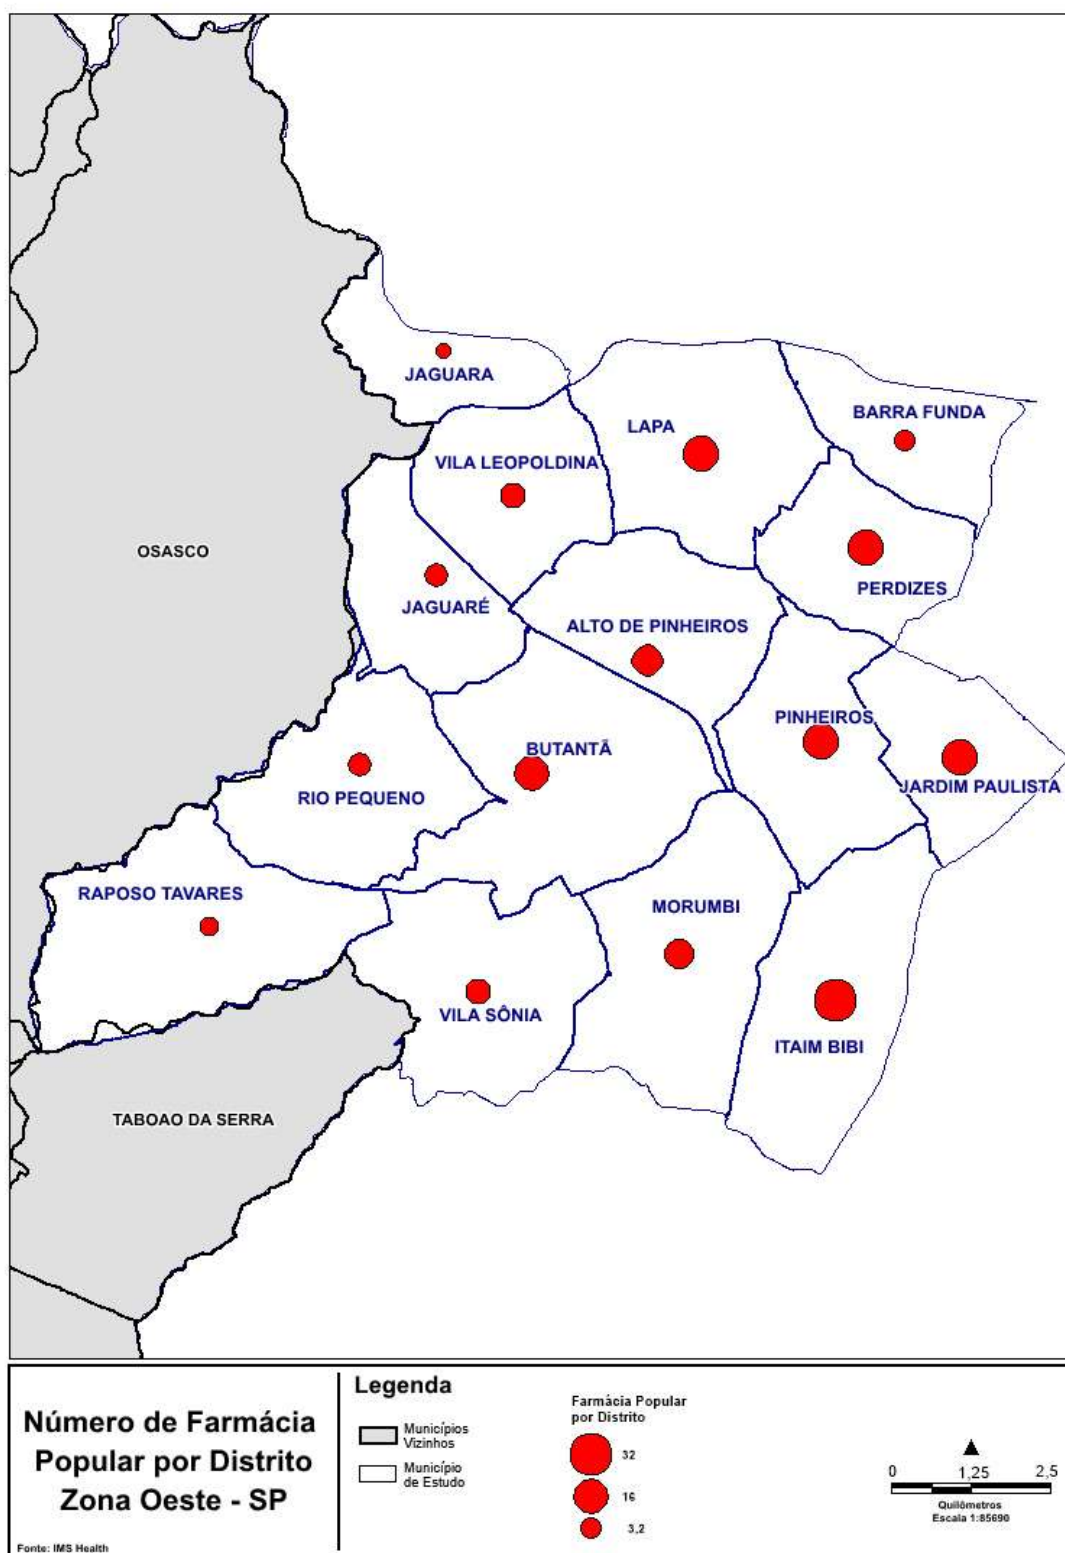 JAGUARA
BARRA FUNDA
LAPA
VILA LEOPOLDINA
OSASCO
PERDIZES
JAGUARÉ
ALTO DE PINHEIROS
PINHEIROS
BUTANTÃ
JARDIM PAULISTA
RIO PEQUENO
RAPOSO TAVARES
MORUMBI
VILA SÔNIA
ITAIM BIBI
TABOAO DA SERRA
Número de Farmácia
Popular por Distrito
Zona Oeste - SP
Fonte: IMS Health
Legenda
Municípios
Vizinhos
Município
de Estudo
Farmácia Popular
por Distrito
32
16
3,2
0 1,25 2,5
Quilômetros
Escala 1:85690